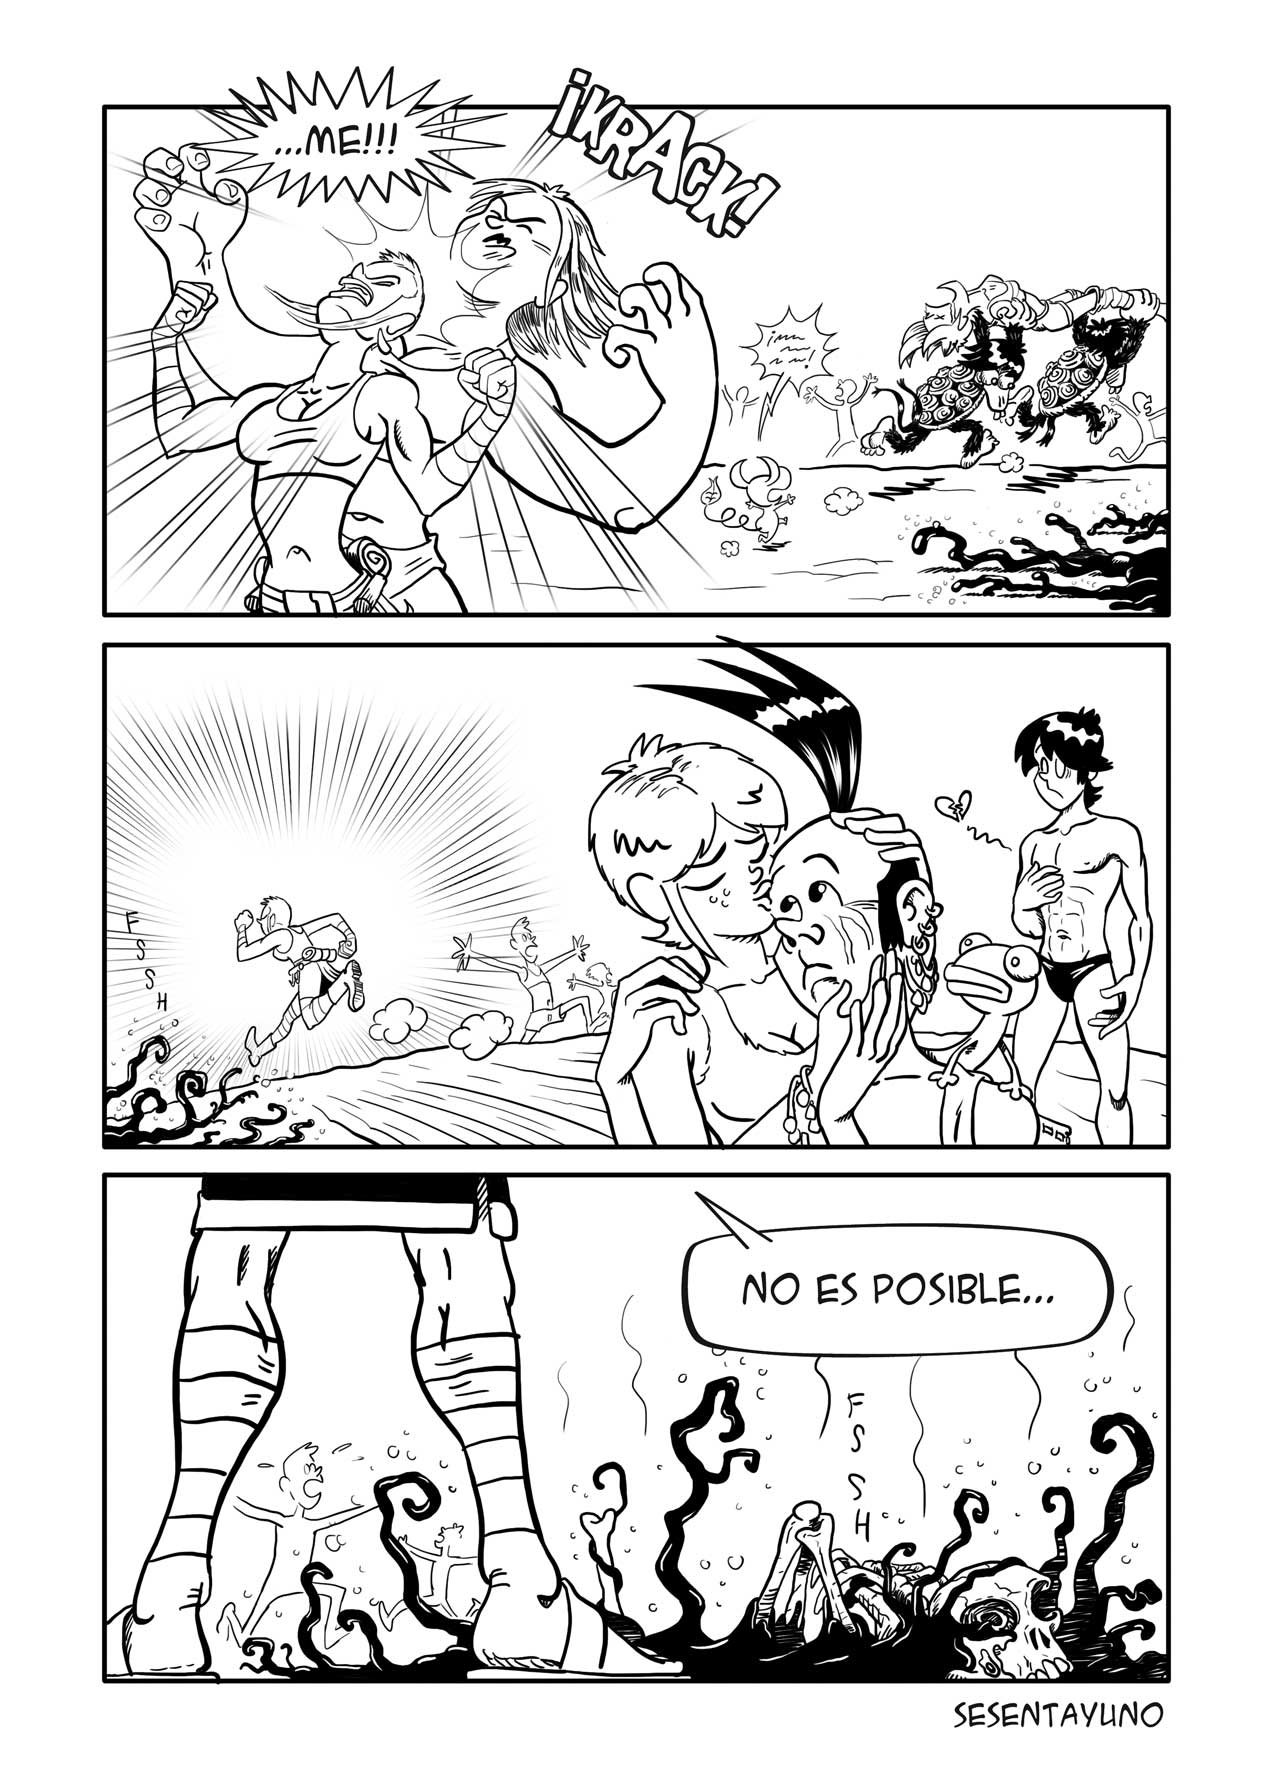 ...ME!!!
¡KRACK!
FSSH
NO ES POSIBLE...
FSSH
SESENTAYUNO